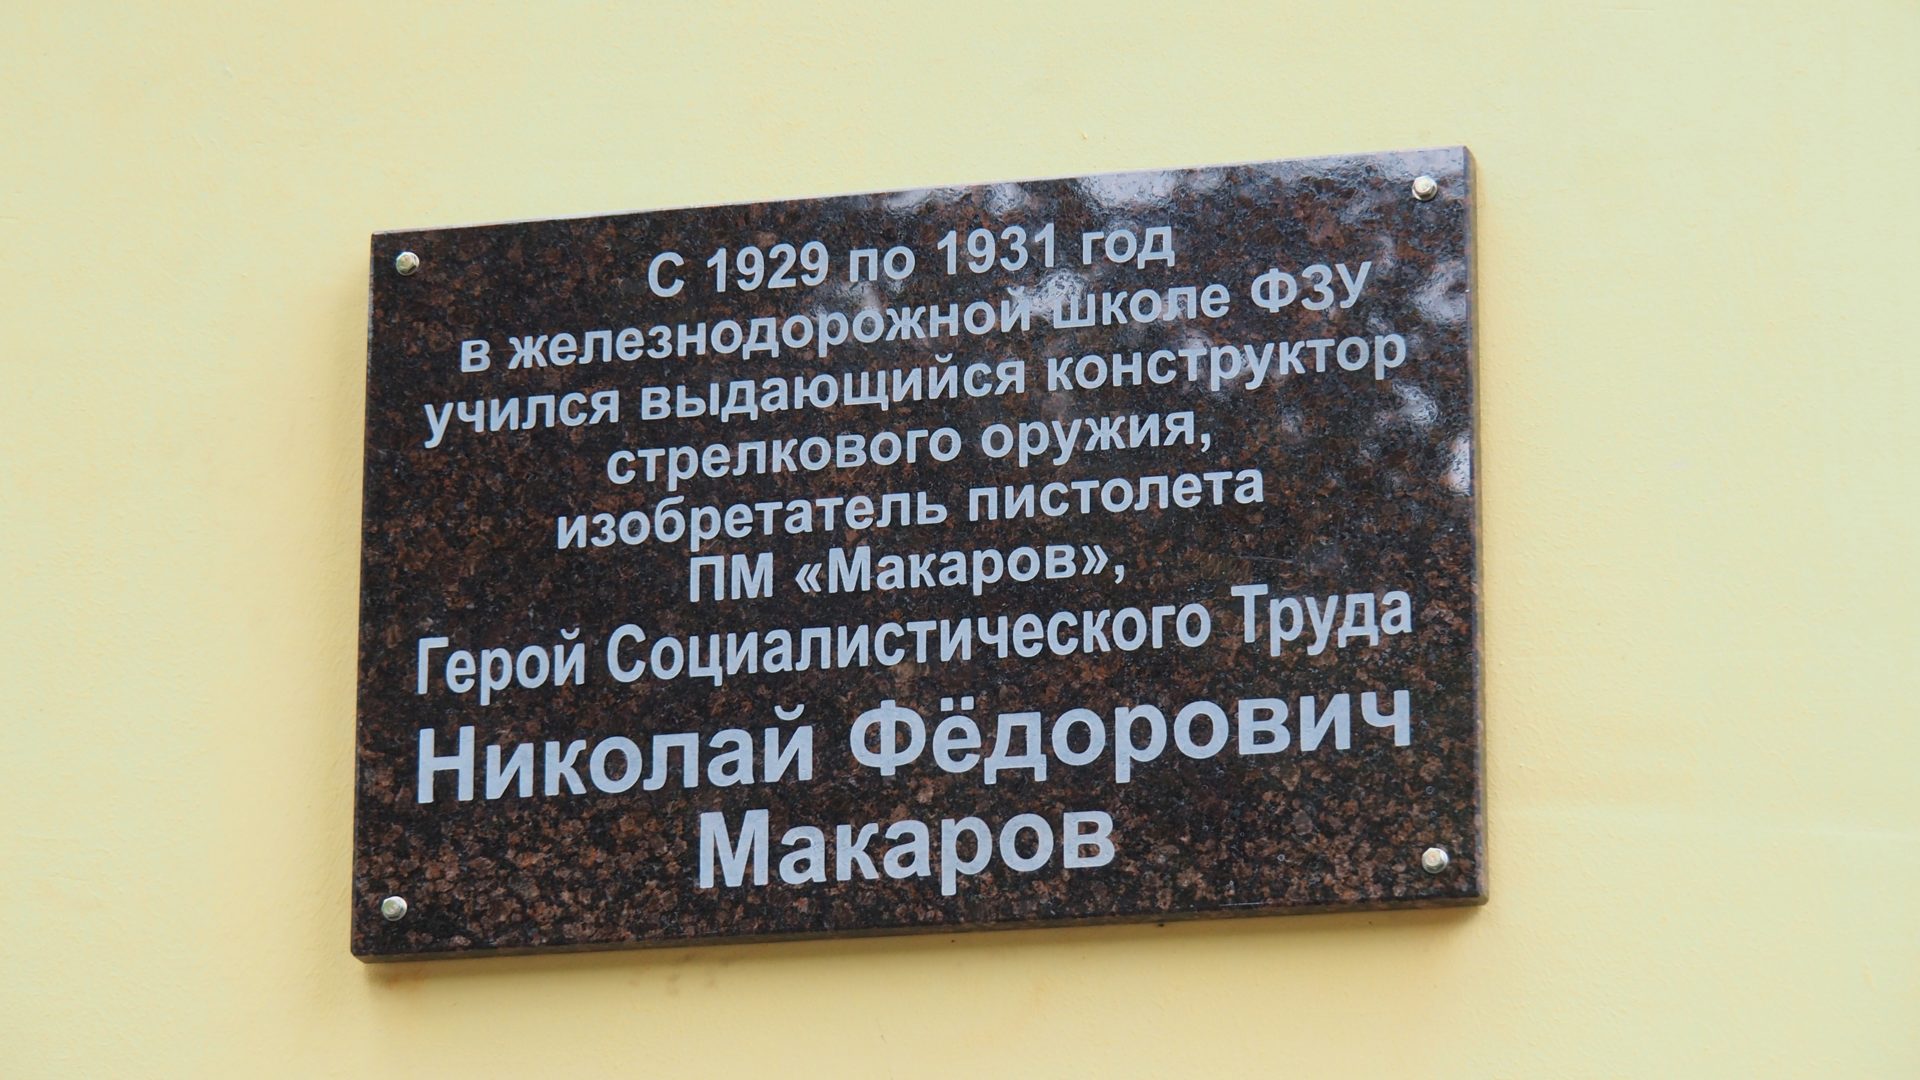 С 1929 по 1931 год
в железнодорожной школе ФЗУ
учился выдающийся конструктор
стрелкового оружия,
изобретатель пистолета
ПМ «Макаров»,
Герой Социалистического Труда
Николай Фёдорович
Макаров